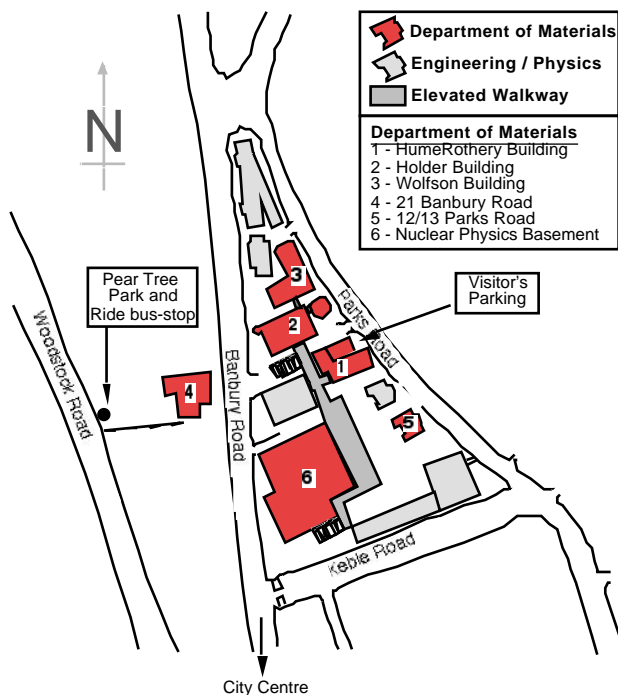 Department of Materials
Engineering / Physics
Elevated Walkway
Department of Materials
1 - HumeRothery Building
2 - Holder Building
3 - Wolfson Building
4 - 21 Banbury Road
5 - 12/13 Parks Road
6 - Nuclear Physics Basement
N
Pear Tree
Park and
Ride bus-stop
Visitor's
Parking
Woodstock Road
Banbury Road
Parks Road
3
2
1
4
5
6
Keble Road
City Centre